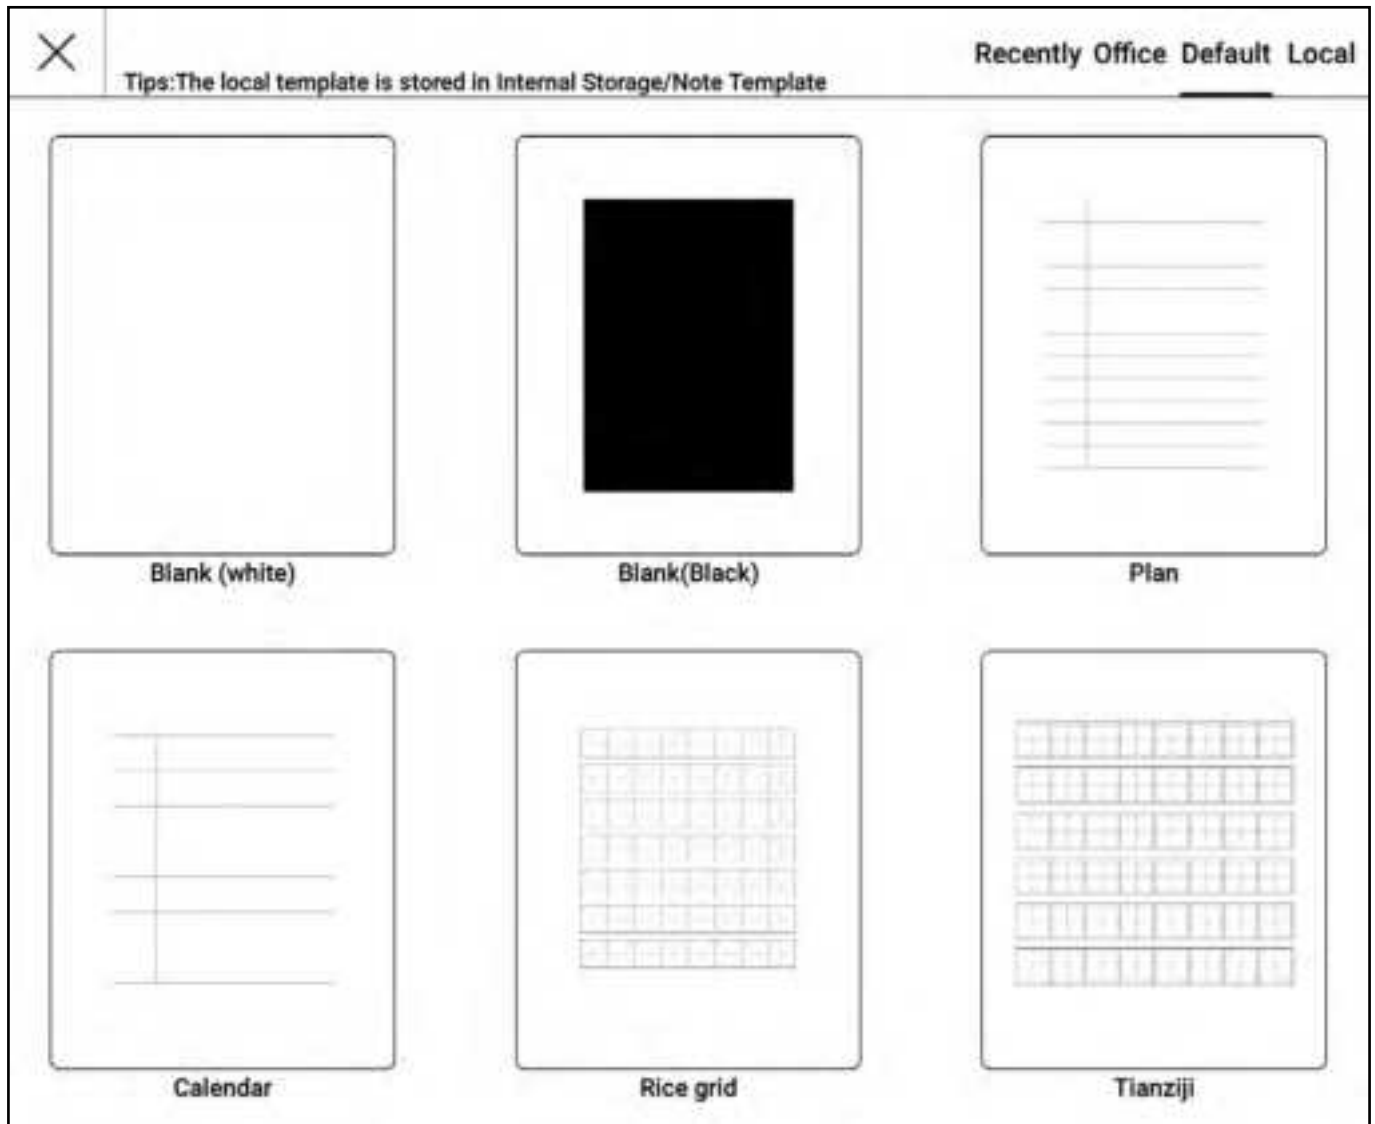 Recently Office Default Local
Tips:The local template is stored in Internal Storage/Note Template
Blank (white)
Blank(Black)
Plan
Calendar
Rice grid
Tianziji